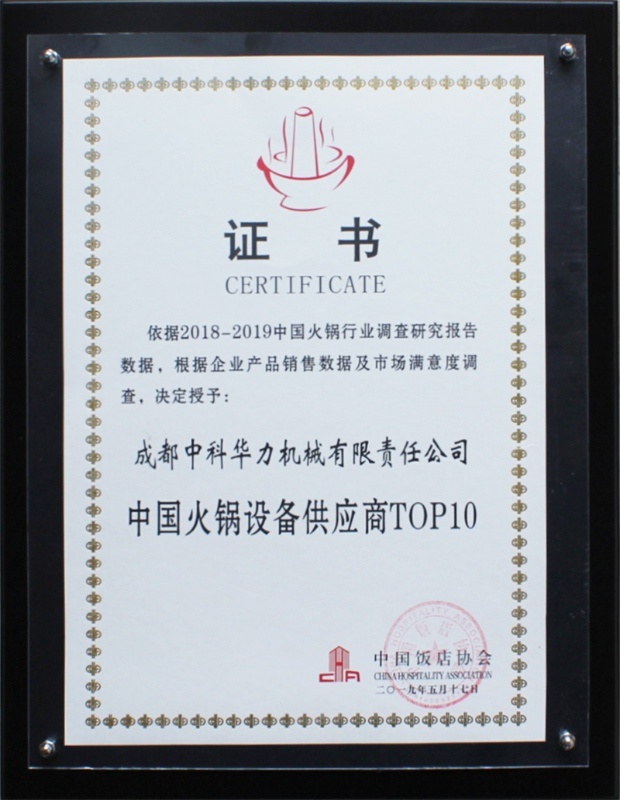 证 书
CERTIFICATE
依据2018-2019中国火锅行业调查研究报告
数据，根据企业产品销售数据及市场满意度调
查，决定授予：
成都中科华力机械有限责任公司
中国火锅设备供应商TOP10
CHA
中国饭店协会
CHINA HOSPITALITY ASSOCIATION
二〇一九年五月十七日